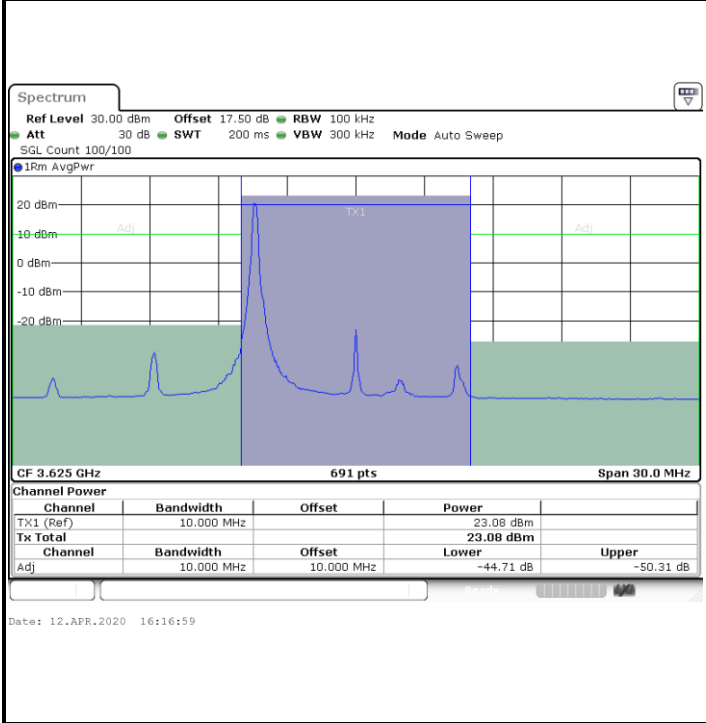 Spectrum
Ref Level 30.00 dBm Offset 17.50 dB RBW 100 kHz
Att 30 dB SWT 200 ms VBW 300 kHz Mode Auto Sweep
SGL Count 100/100
1Rm AvgPwr
20 dBm
TX1
Adj Adj
10 dBm
0 dBm
-10 dBm
-20 dBm
CF 3.625 GHz 691 pts Span 30.0 MHz
Channel Power
Channel Bandwidth Offset Power
TX1 (Ref) 10.000 MHz 23.08 dBm
Tx Total 23.08 dBm
Channel Bandwidth Offset Lower Upper
Adj 10.000 MHz 10.000 MHz -44.71 dB -50.31 dB
Ready
Date: 12.APR.2020 16:16:59